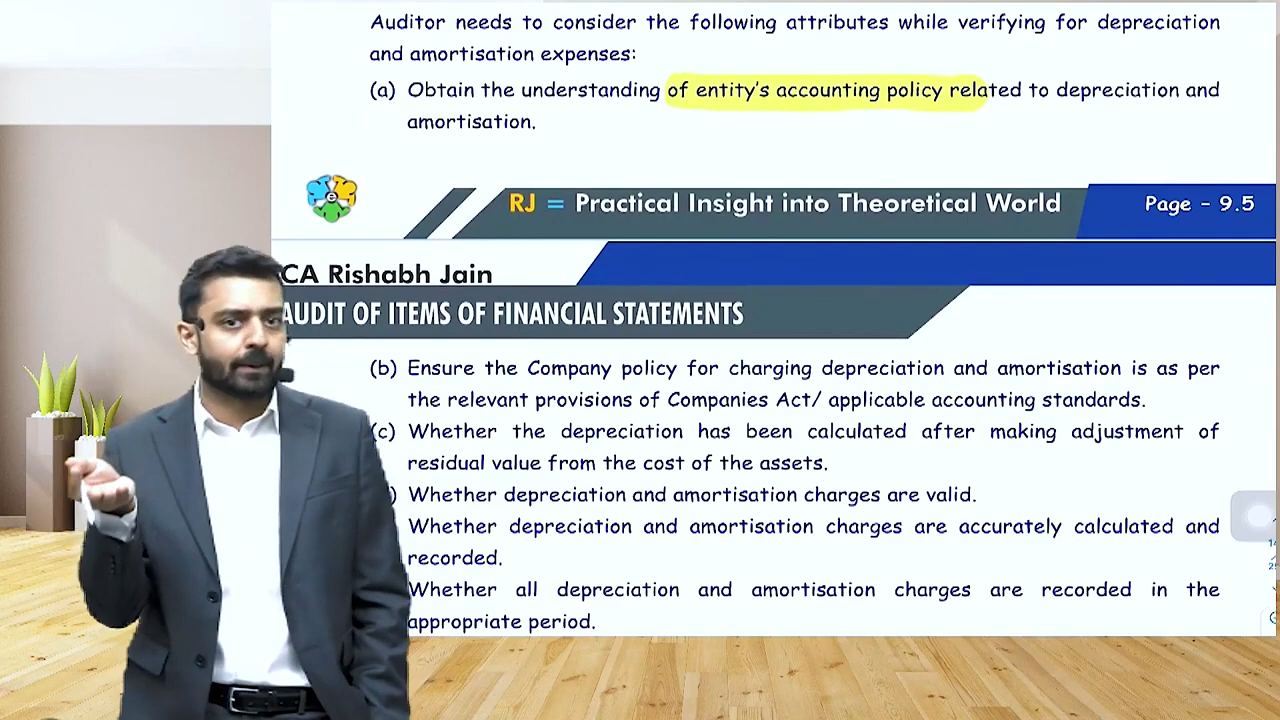 Auditor needs to consider the following attributes while verifying for depreciation
and amortisation expenses:
(a) Obtain the understanding of entity's accounting policy related to depreciation and
amortisation.
e
RJ = Practical Insight into Theoretical World
Page - 9.5
CA Rishabh Jain
AUDIT OF ITEMS OF FINANCIAL STATEMENTS
(b) Ensure the Company policy for charging depreciation and amortisation is as per
the relevant provisions of Companies Act/ applicable accounting standards.
(c) Whether the depreciation has been calculated after making adjustment of
residual value from the cost of the assets.
) Whether depreciation and amortisation charges are valid.
Whether depreciation and amortisation charges are accurately calculated and
recorded.
Whether all depreciation and amortisation charges are recorded in the
appropriate period.